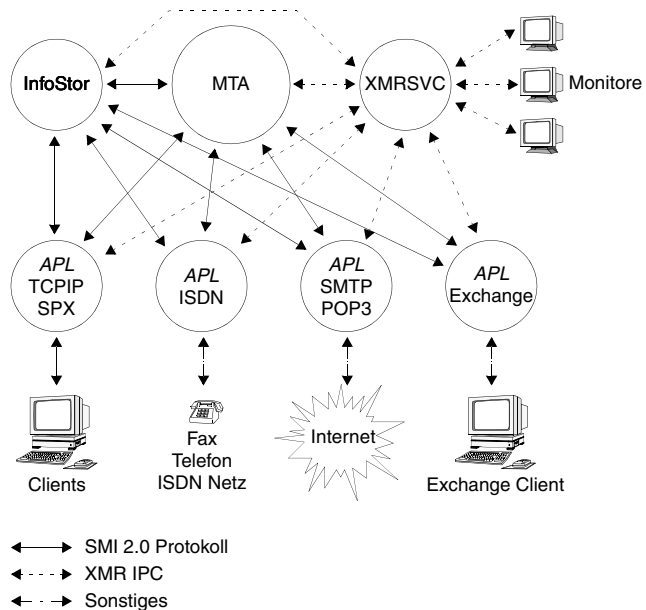 InfoStor
MTA
XMRSVC
Monitore
APL
TCPIP
SPX
APL
ISDN
APL
SMTP
POP3
APL
Exchange
Clients
Fax
Telefon
ISDN Netz
Internet
Exchange Client
SMI 2.0 Protokoll
XMR IPC
Sonstiges